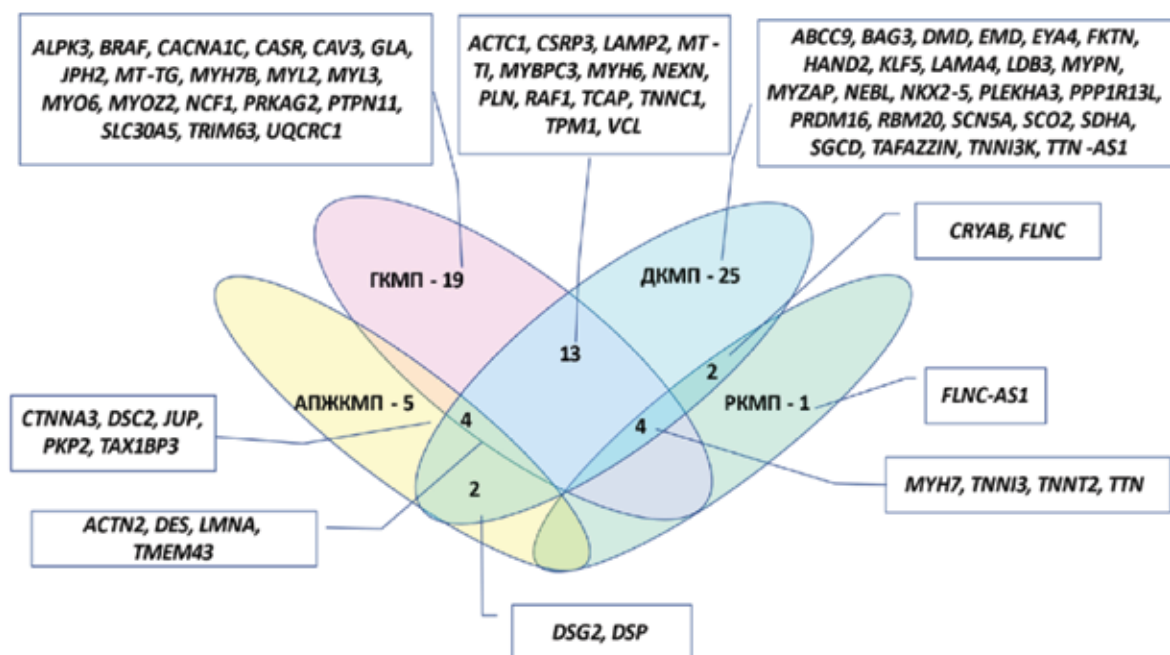 ALPK3, BRAF, CACNA1C, CASR, CAV3, GLA,
JPH2, MT-TG, MYH7B, MYL2, MYL3,
MYO6, MYOZ2, NCF1, PRKAG2, PTPN11,
SLC30A5, TRIM63, UQCRC1
ACTC1, CSRP3, LAMP2, MT-
TI, MYBPC3, MYH6, NEXN,
PLN, RAF1, TCAP, TNNC1,
TPM1, VCL
ABCC9, BAG3, DMD, EMD, EYA4, FKTN,
HAND2, KLF5, LAMA4, LDB3, MYPN,
MYZAP, NEBL, NKX2-5, PLEKHA3, PPP1R13L,
PRDM16, RBM20, SCN5A, SCO2, SDHA,
SGCD, TAFAZZIN, TNNI3K, TTN-AS1
CRYAB, FLNC
ГКМП - 19
ДКМП - 25
13
2
АПЖКМП - 5
РКМП - 1
FLNC-AS1
4
4
CTNNA3, DSC2, JUP,
PKP2, TAX1BP3
2
MYH7, TNNI3, TNNT2, TTN
ACTN2, DES, LMNA,
TMEM43
DSG2, DSP